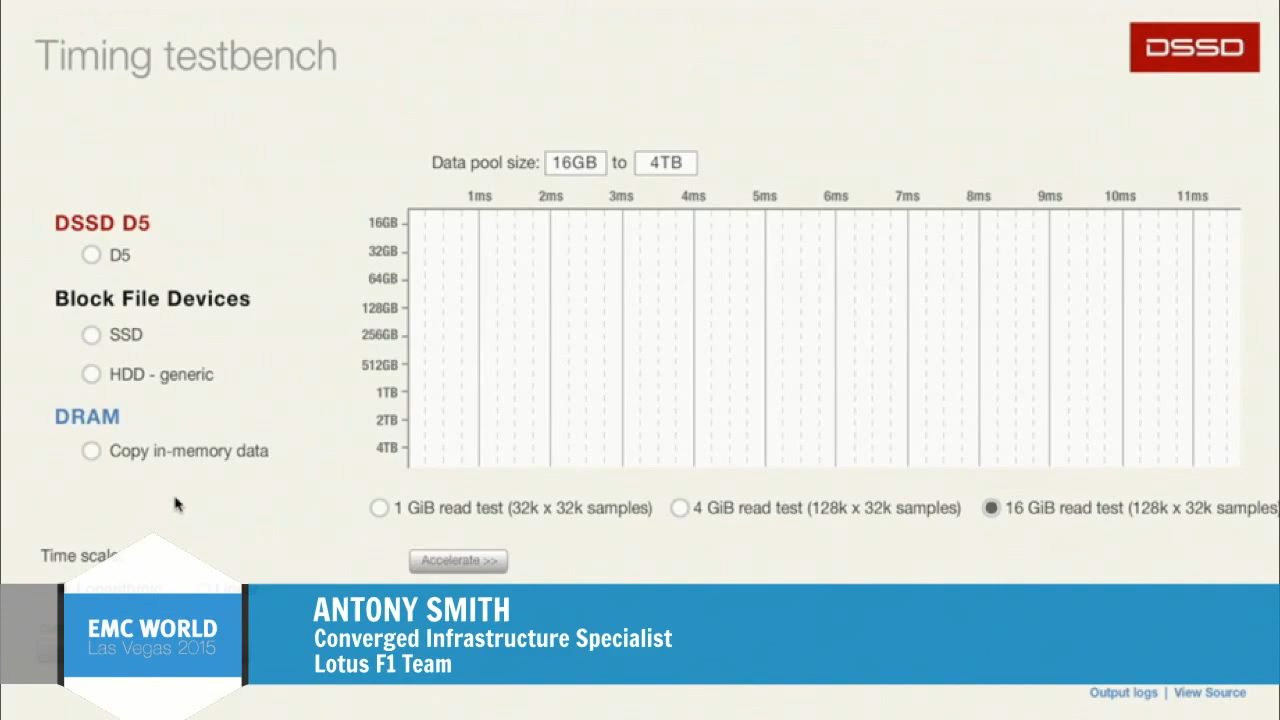 Timing testbench
DSSD
Data pool size: 16GB to 4TB
1ms 2ms 3ms 4ms 5ms 6ms 7ms 8ms 9ms 10ms 11ms
DSSD D5
D5
Block File Devices
SSD
HDD - generic
DRAM
Copy in-memory data
16GB
32GB
64GB
128GB
256GB
512GB
1TB
2TB
4TB
1 GiB read test (32k x 32k samples) 4 GiB read test (128k x 32k samples) 16 GiB read test (128k x 32k samples
Time scale
Accelerate >>
Logarithmic
EMC WORLD
Las Vegas 2015
ANTONY SMITH
Converged Infrastructure Specialist
Lotus F1 Team
Output logs | View Source